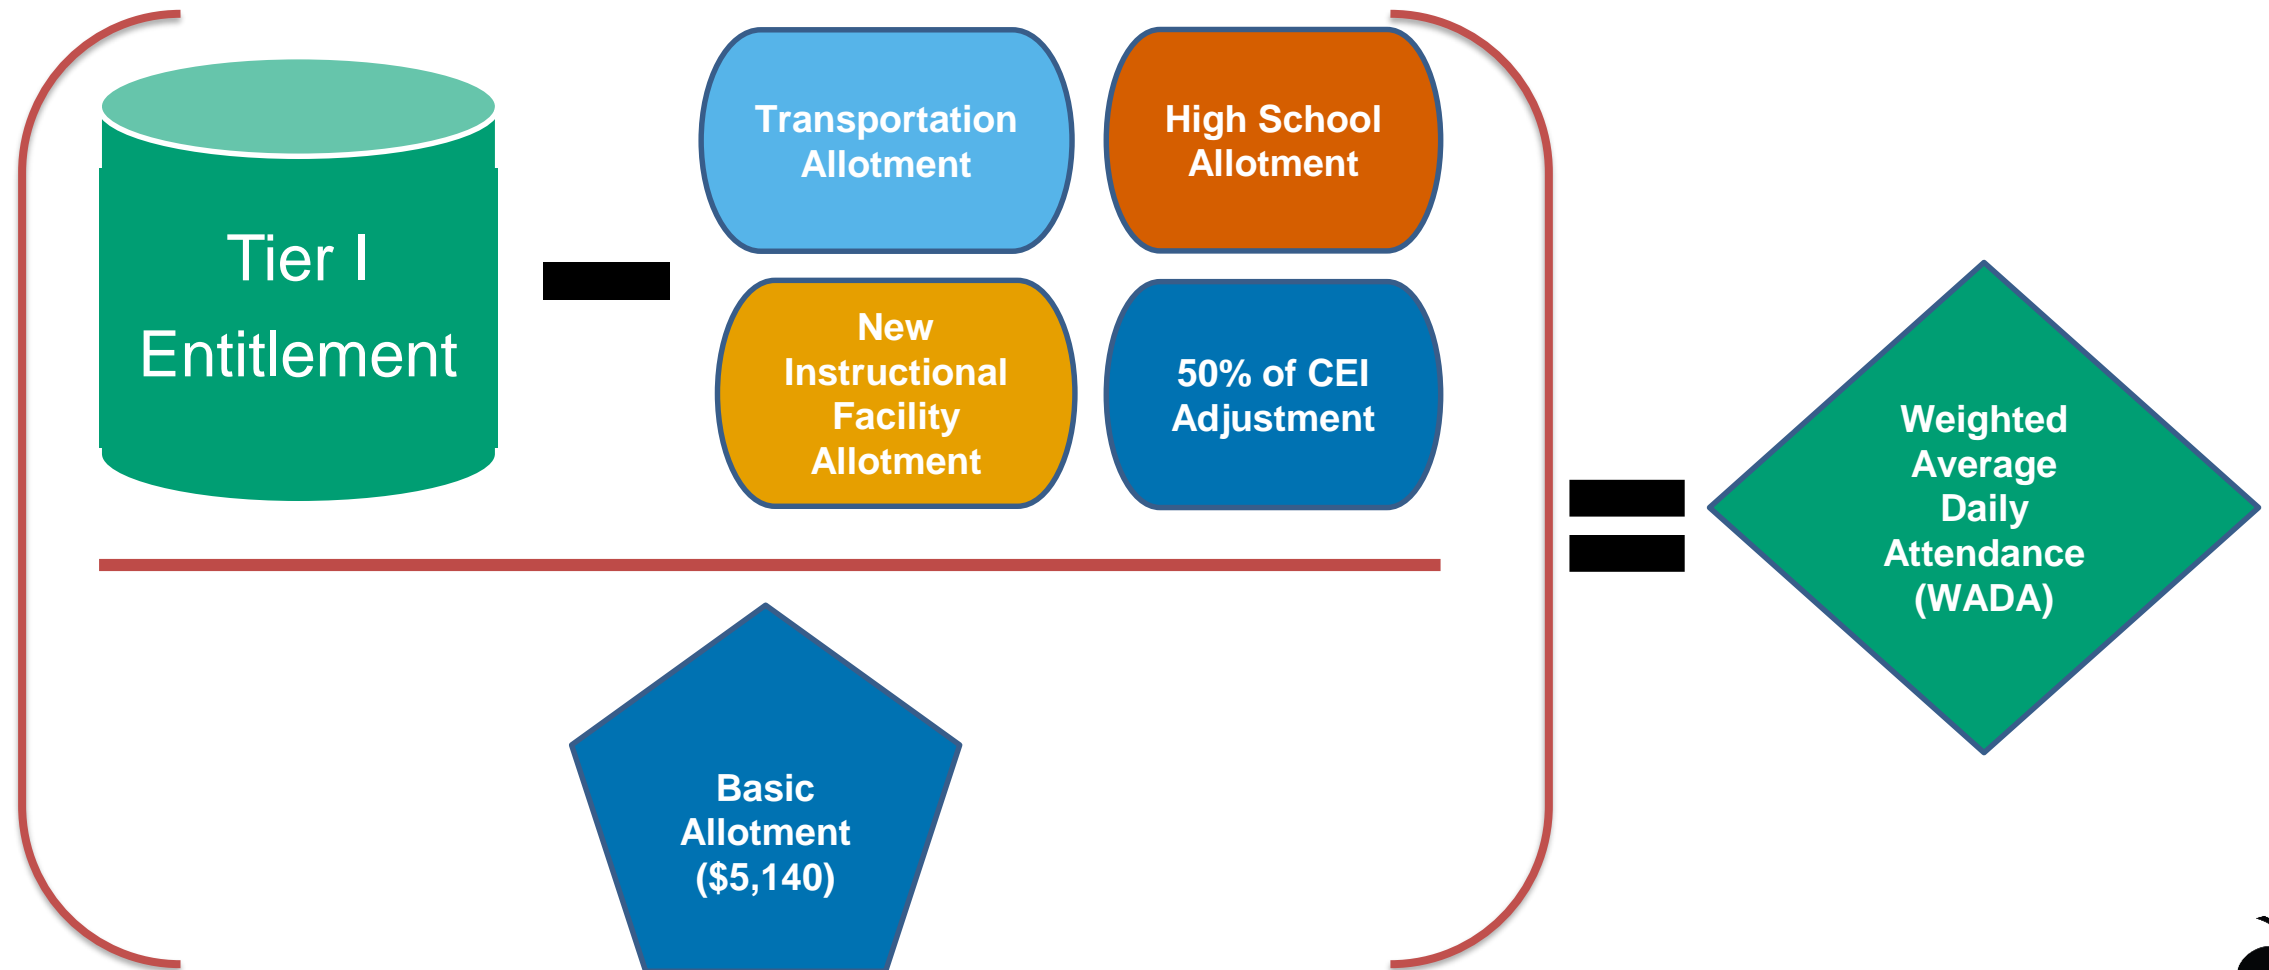 Tier I
Entitlement
Transportation
Allotment
High School
Allotment
New
Instructional
Facility
Allotment
50% of CEI
Adjustment
Basic
Allotment
($5,140)
Weighted
Average
Daily
Attendance
(WADA)